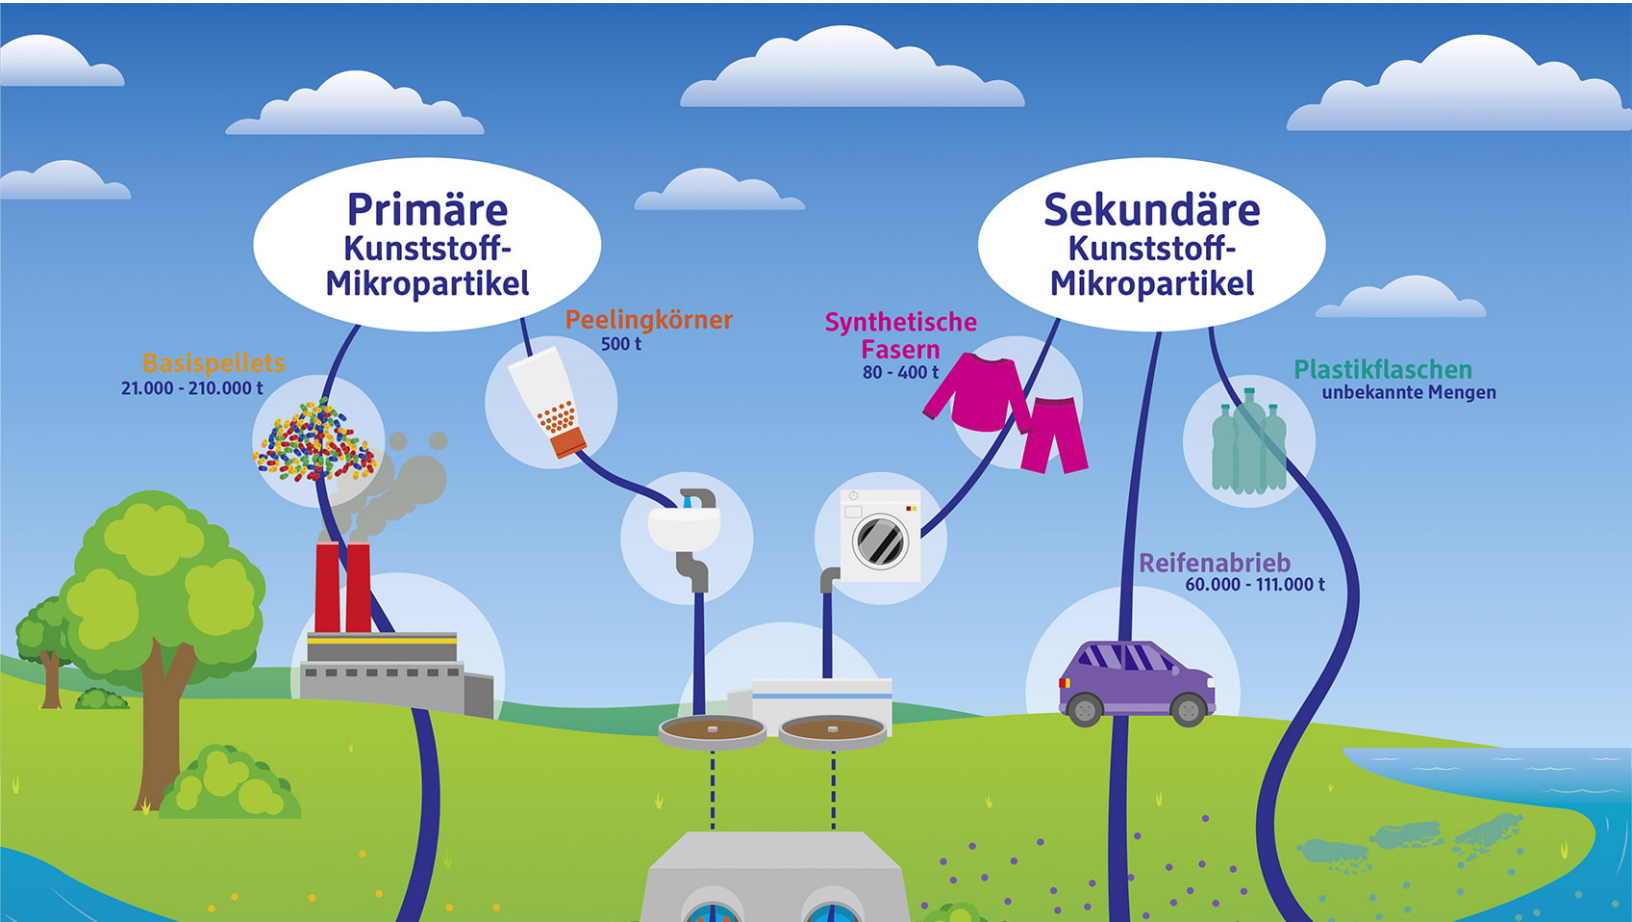 Primäre
Kunststoff-
Mikropartikel
Basispellets
21.000 - 210.000 t
Peelingkörner
500 t
Sekundäre
Kunststoff-
Mikropartikel
Synthetische
Fasern
80 - 400 t
Plastikflaschen
unbekannte Mengen
Reifenabrieb
60.000 - 111.000 t